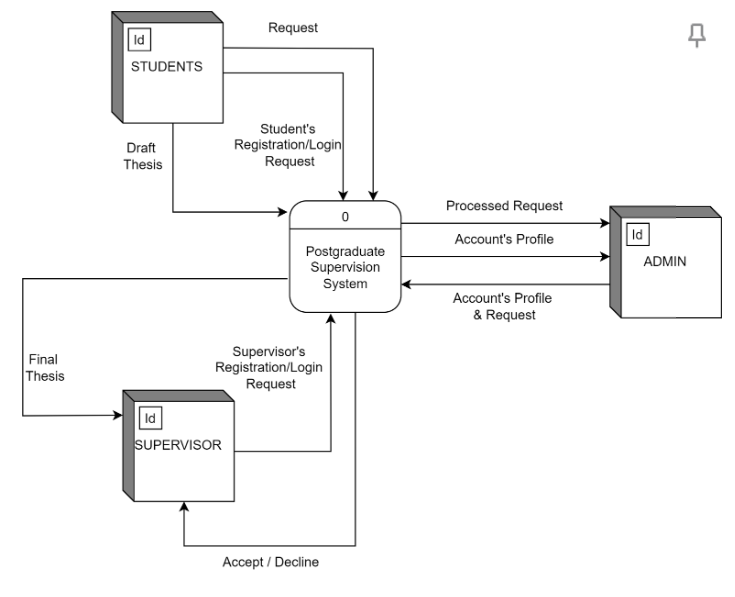 Id
STUDENTS
Request
Student's
Registration/Login
Request
Draft
Thesis
0
Postgraduate
Supervision
System
Processed Request
Account's Profile
Account's Profile
& Request
Id
ADMIN
Final
Thesis
Supervisor's
Registration/Login
Request
Id
SUPERVISOR
Accept / Decline